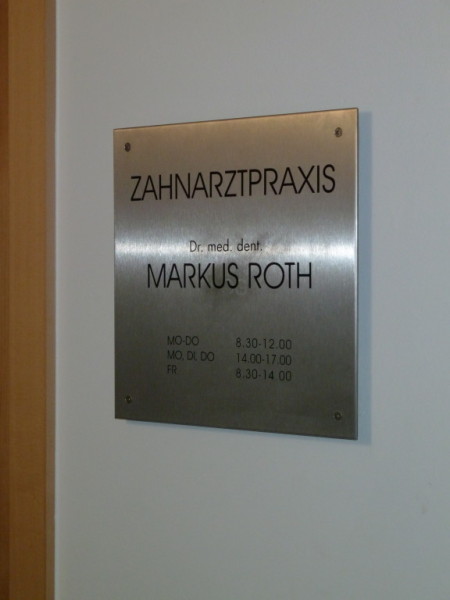 ZAHNARZTPRAXIS
Dr. med. dent.
MARKUS ROTH
MO-DO 8.30-12.00
MO, DI, DO 14.00-17.00
FR 8.30-14.00